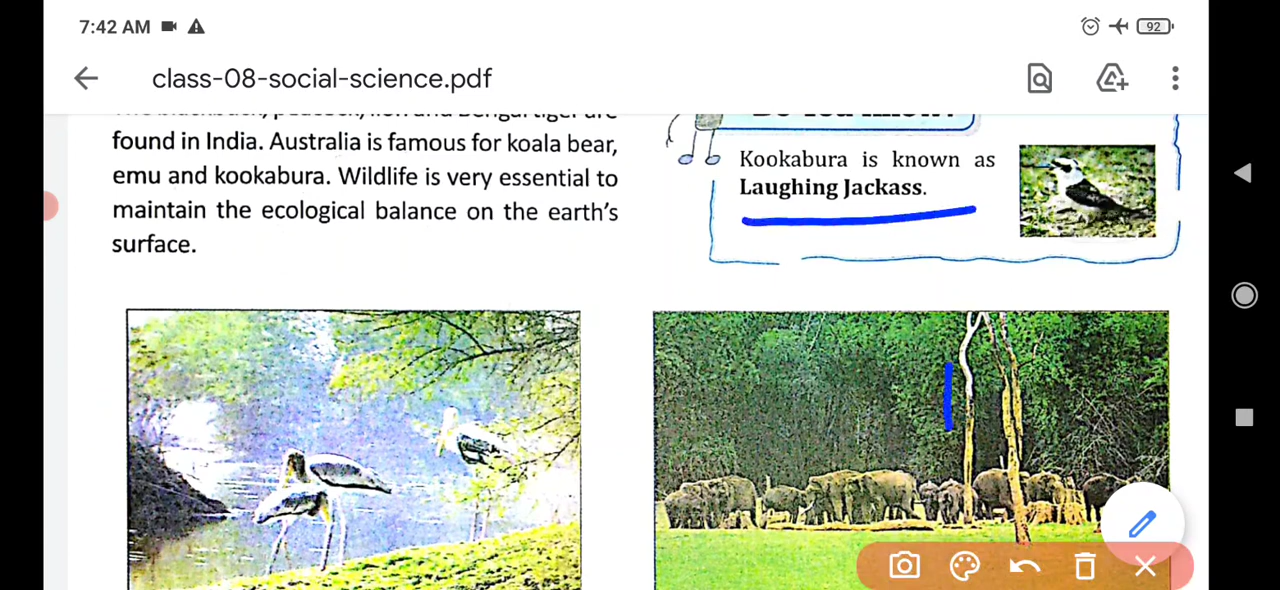 7:42 AM
92
class-08-social-science.pdf
found in India. Australia is famous for koala bear,
emu and kookabura. Wildlife is very essential to
maintain the ecological balance on the earth's
surface.
Kookabura is known as
Laughing Jackass.